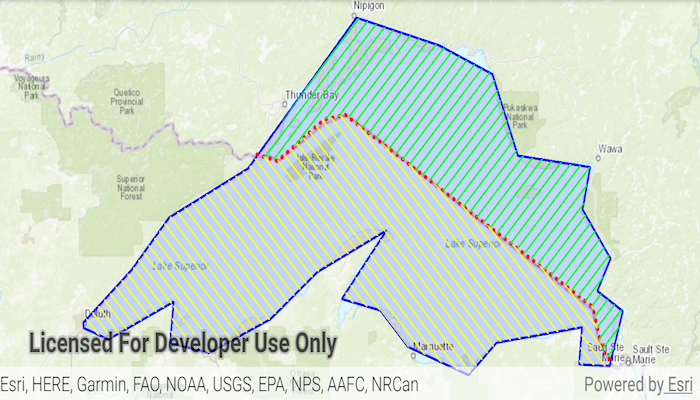 Nipigon
Rainy
Voyageurs
National
Park
Quetico
Provincial
Park
Thunder Bay
Pukaskwa
National
Park
Wawa
Isle Royale
National
Park
Superior
National
Forest
Lake Superior
Lake Superior
Duluth
Licensed For Developer Use Only
Marquette
Sault Ste
Marie
Sault Ste
Marie
Esri, HERE, Garmin, FAO, NOAA, USGS, EPA, NPS, AAFC, NRCan
Powered by Esri